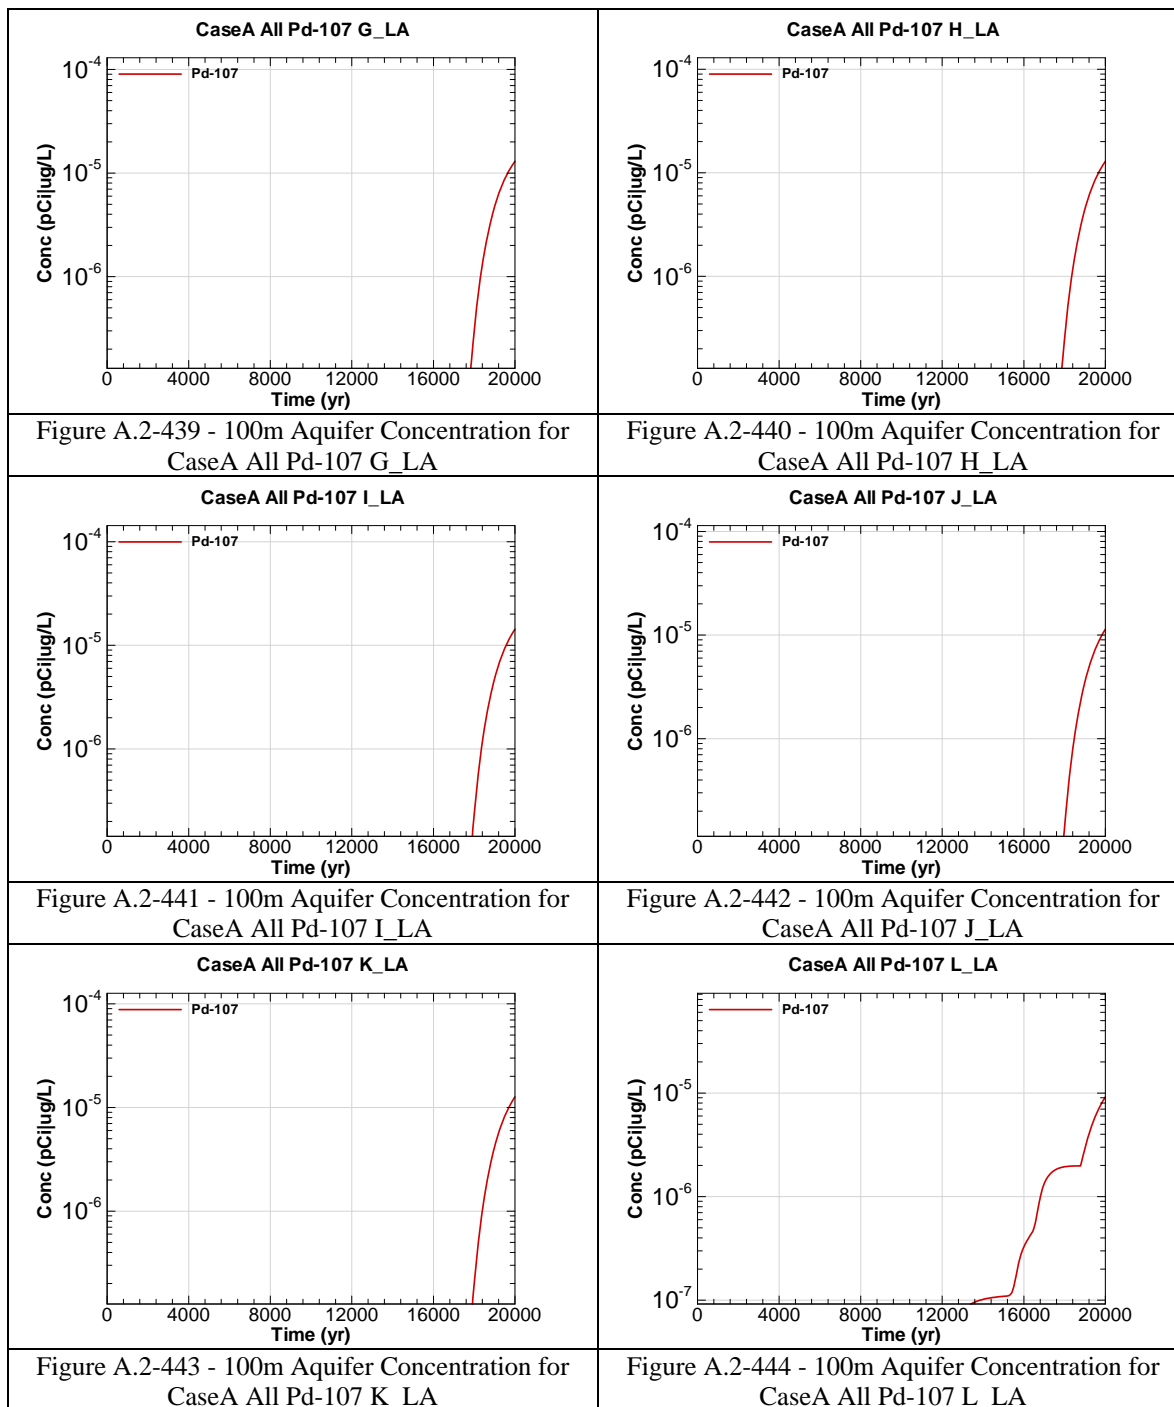 CaseA All Pd-107 G_LA
Pd-107
10-4
10-5
10-6
Conc (pCi|ug/L)
0 4000 8000 12000 16000 20000
Time (yr)
Figure A.2-439 - 100m Aquifer Concentration for
CaseA All Pd-107 G_LA
CaseA All Pd-107 H_LA
Pd-107
10-4
10-5
10-6
Conc (pCi|ug/L)
0 4000 8000 12000 16000 20000
Time (yr)
Figure A.2-440 - 100m Aquifer Concentration for
CaseA All Pd-107 H_LA
CaseA All Pd-107 I_LA
Pd-107
10-4
10-5
10-6
Conc (pCi|ug/L)
0 4000 8000 12000 16000 20000
Time (yr)
Figure A.2-441 - 100m Aquifer Concentration for
CaseA All Pd-107 I_LA
CaseA All Pd-107 J_LA
Pd-107
10-4
10-5
10-6
Conc (pCi|ug/L)
0 4000 8000 12000 16000 20000
Time (yr)
Figure A.2-442 - 100m Aquifer Concentration for
CaseA All Pd-107 J_LA
CaseA All Pd-107 K_LA
Pd-107
10-4
10-5
10-6
Conc (pCi|ug/L)
0 4000 8000 12000 16000 20000
Time (yr)
Figure A.2-443 - 100m Aquifer Concentration for
CaseA All Pd-107 K_LA
CaseA All Pd-107 L_LA
Pd-107
10-5
10-6
10-7
Conc (pCi|ug/L)
0 4000 8000 12000 16000 20000
Time (yr)
Figure A.2-444 - 100m Aquifer Concentration for
CaseA All Pd-107 L_LA